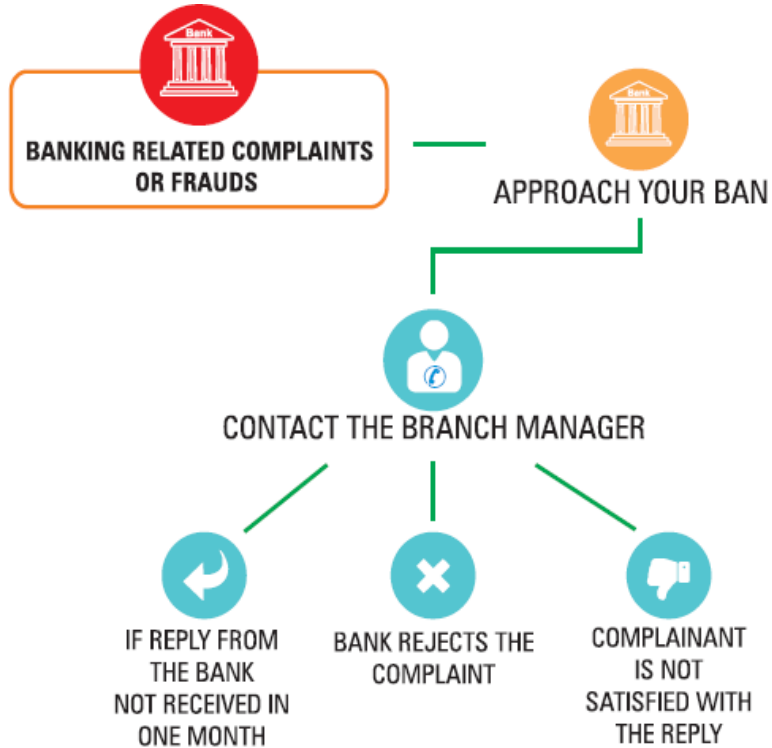 Bank
BANKING RELATED COMPLAINTS
OR FRAUDS
Bank
APPROACH YOUR BAN
CONTACT THE BRANCH MANAGER
IF REPLY FROM
THE BANK
NOT RECEIVED IN
ONE MONTH
BANK REJECTS THE
COMPLAINT
COMPLAINANT
IS NOT
SATISFIED WITH
THE REPLY